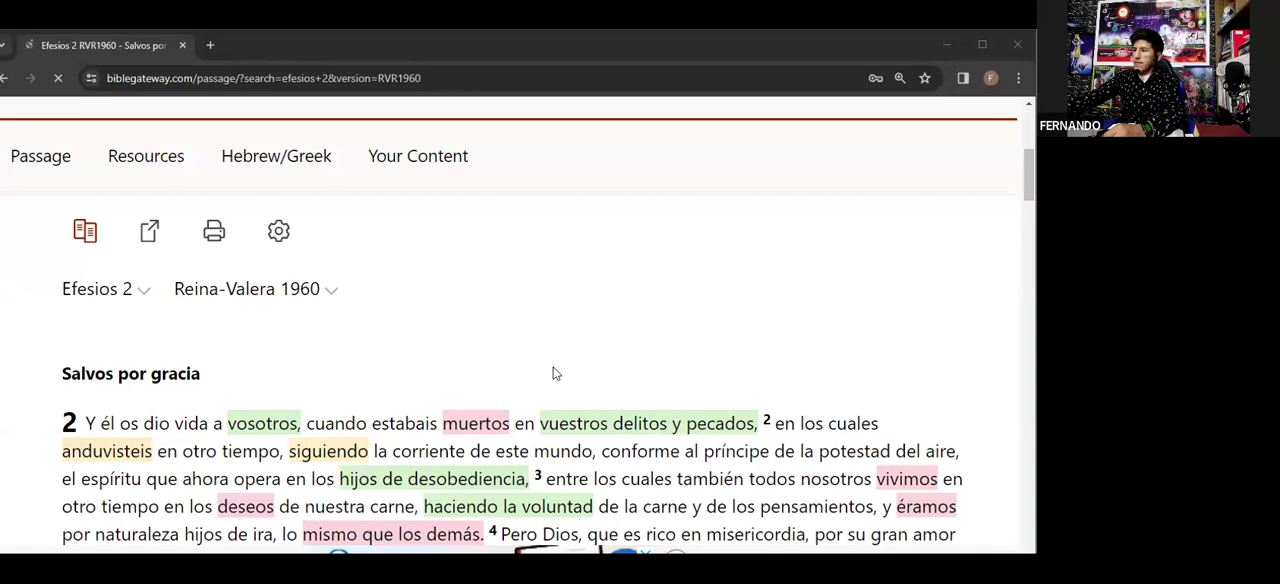 Efesios 2 RVR1960 - Salvos por
biblegateway.com/passage/?search=efesios+2&version=RVR1960
F
FERNANDO
Passage Resources Hebrew/Greek Your Content
Efesios 2 Reina-Valera 1960
Salvos por gracia
2 Y él os dio vida a vosotros, cuando estabais muertos en vuestros delitos y pecados, 2 en los cuales
anduvisteis en otro tiempo, siguiendo la corriente de este mundo, conforme al príncipe de la potestad del aire,
el espíritu que ahora opera en los hijos de desobediencia, 3 entre los cuales también todos nosotros vivimos en
otro tiempo en los deseos de nuestra carne, haciendo la voluntad de la carne y de los pensamientos, y éramos
por naturaleza hijos de ira, lo mismo que los demás. 4 Pero Dios, que es rico en misericordia, por su gran amor